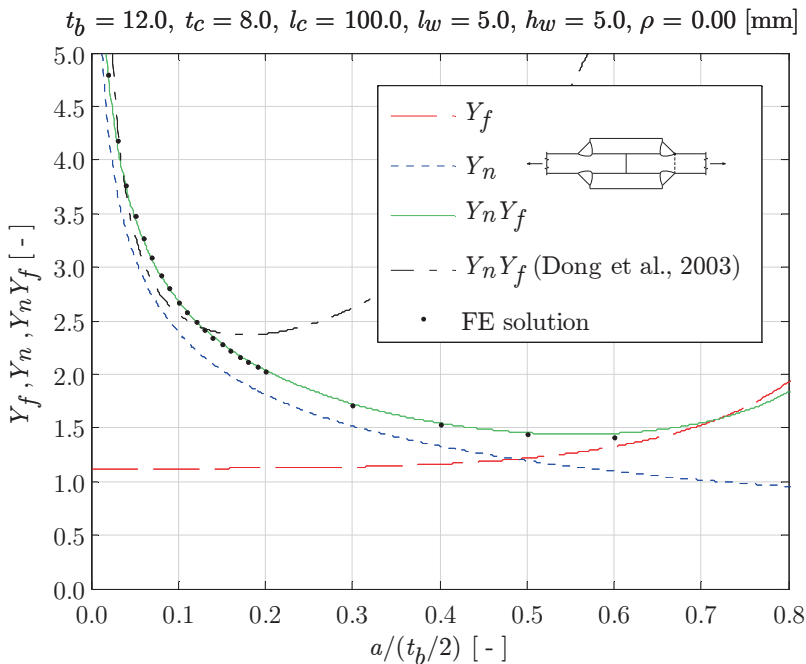 t_b = 12.0, t_c = 8.0, l_c = 100.0, l_w = 5.0, h_w = 5.0, ρ = 0.00 [mm]
5.0
4.5
4.0
3.5
3.0
2.5
2.0
1.5
1.0
0.5
0.0
Y_f , Y_n , Y_nY_f [ - ]
Y_f
Y_n
Y_nY_f
Y_nY_f (Dong et al., 2003)
FE solution
0.0 0.1 0.2 0.3 0.4 0.5 0.6 0.7 0.8
a/(t_b/2) [ - ]